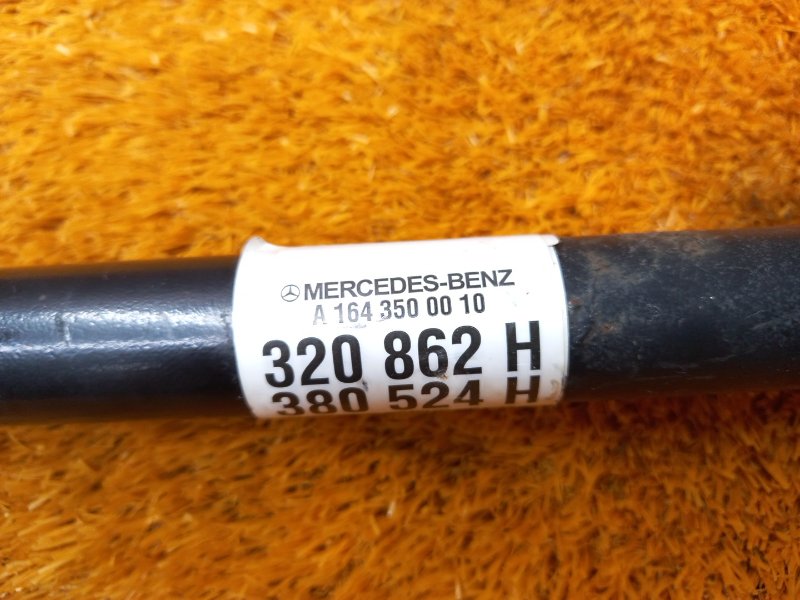 MERCEDES-BENZ
A 164 350 00 10
320 862 H
380 524 H